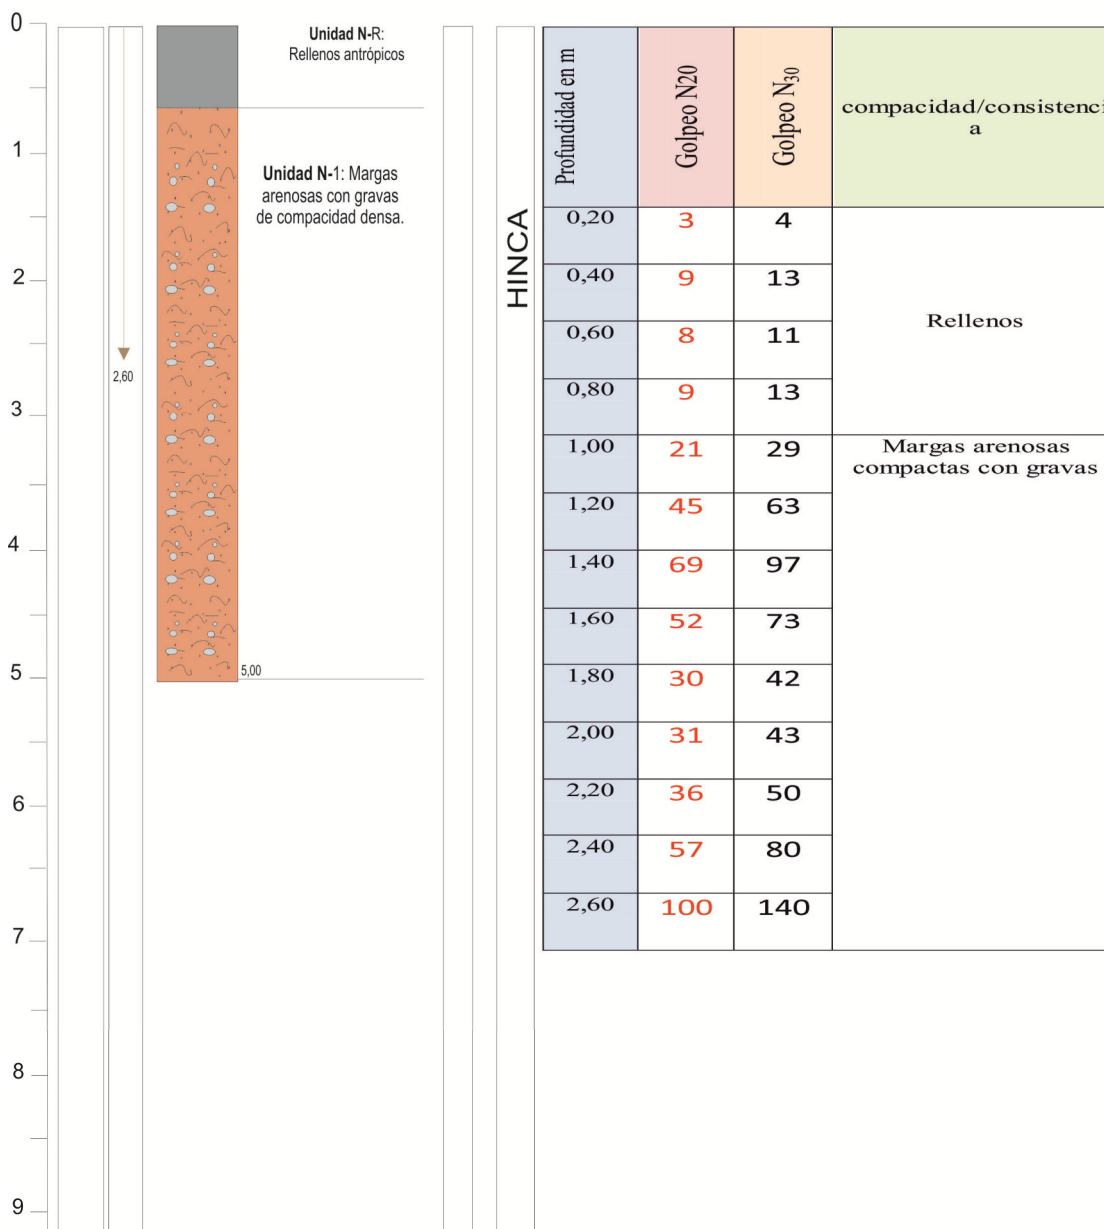 0
1
2
3
4
5
6
7
8
9
2,60
Unidad N-R:
Rellenos antrópicos
Unidad N-1: Margas
arenosas con gravas
de compacidad densa.
5,00
HINCA
Profundidad en m
Golpeo N20
Golpeo N30
compacidad/consistenci
a
0,20 3 4
0,40 9 13
0,60 8 11
0,80 9 13
Rellenos
1,00 21 29
1,20 45 63
1,40 69 97
1,60 52 73
1,80 30 42
2,00 31 43
2,20 36 50
2,40 57 80
2,60 100 140
Margas arenosas
compactas con gravas